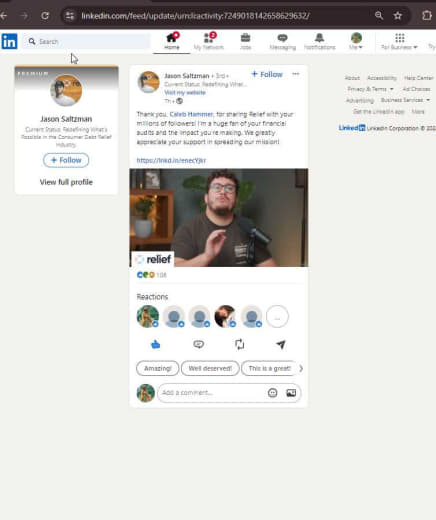 linkedin.com/feed/update/urn:li:activity:7249018142658629632/
in
Search
Home
My Network
Jobs
Messaging
Notifications
Me
For Business
Try
PREMIUM
Jason Saltzman
Current Status: Redefining What's
Possible in the Consumer Debt Relief
Industry.
+ Follow
View full profile
Jason Saltzman • 3rd+
Current Status: Redefining What...
Visit my website
7h •
+ Follow
...
Thank you, Caleb Hammer, for sharing Relief with your
millions of followers! I'm a huge fan of your financial
audits and the impact you're making. We greatly
appreciate your support in spreading our mission!
https://lnkd.in/enecYjkr
relief
108
Reactions
...
Amazing!
Well deserved!
This is a great!
Add a comment...
About
Accessibility
Help Center
Privacy & Terms
Ad Choices
Advertising
Business Services
Get the LinkedIn app
More
LinkedIn LinkedIn Corporation © 202